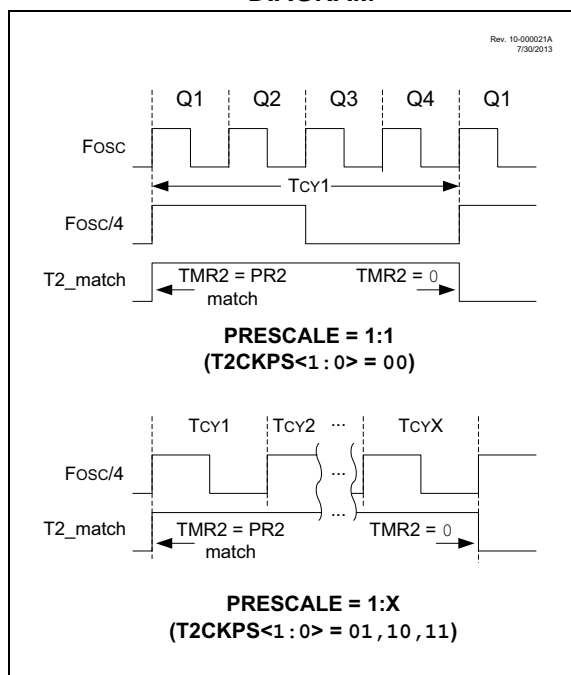 DIAGRAM
Rev. 10-000021A
7/30/2013
Q1 Q2 Q3 Q4 Q1
FOSC
TCY1
FOSC/4
T2_match
TMR2 = PR2 match
TMR2 = 0
PRESCALE = 1:1
(T2CKPS<1:0> = 00)
TCY1 TCY2 ... TCYX
FOSC/4
...
T2_match
...
TMR2 = PR2 match
TMR2 = 0
PRESCALE = 1:X
(T2CKPS<1:0> = 01,10,11)